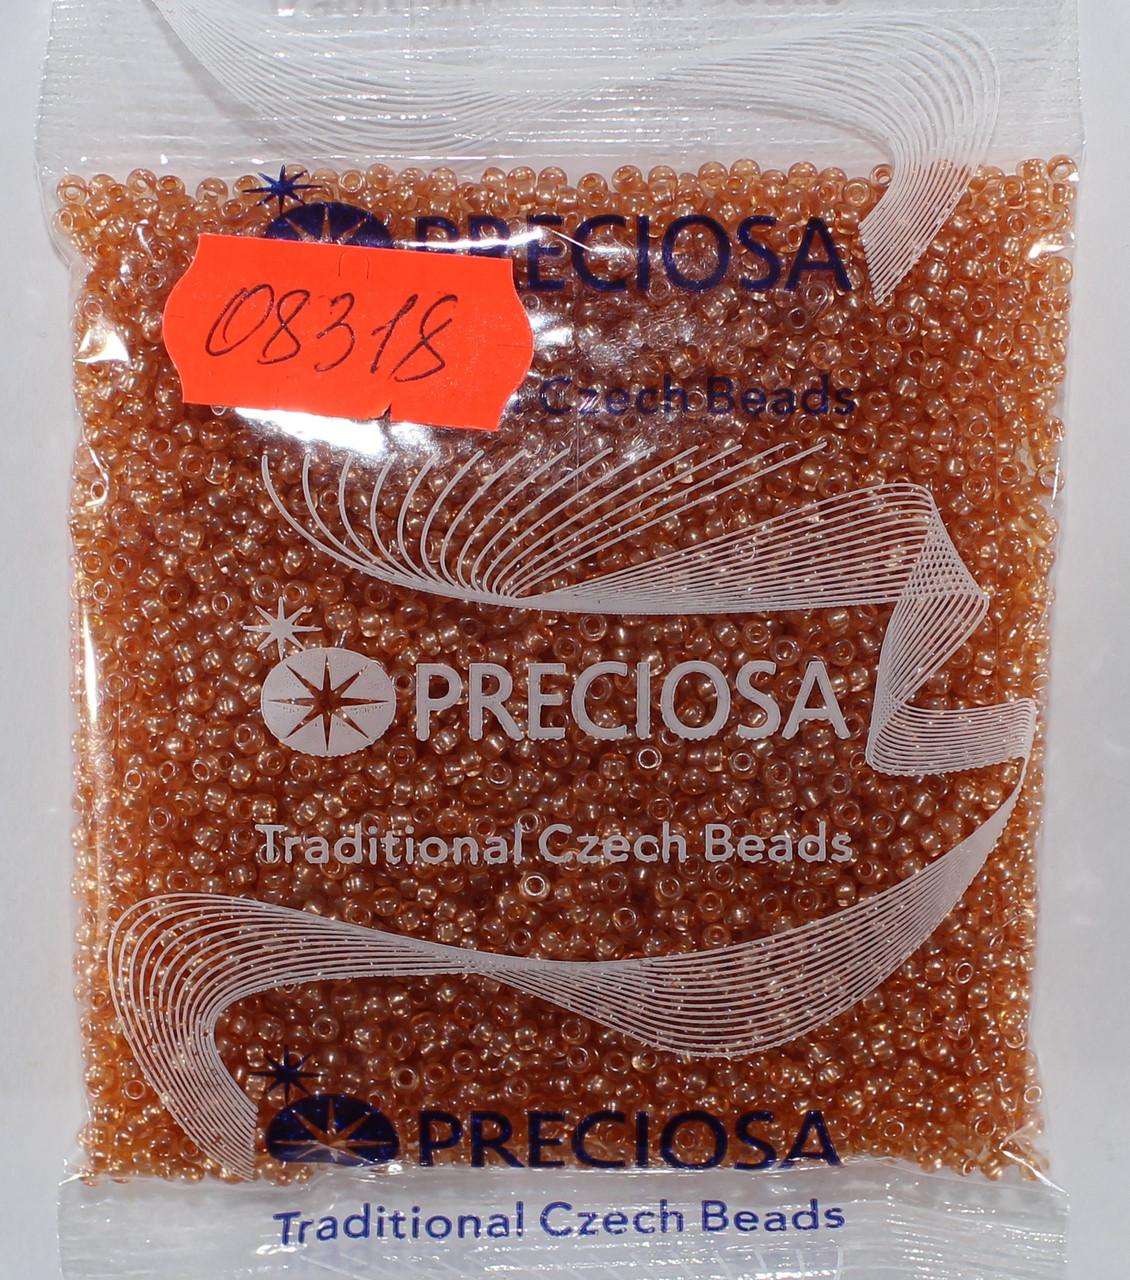 PRECIOSA
08318
Czech Beads
PRECIOSA
Traditional Czech Beads
PRECIOSA
Traditional Czech Beads